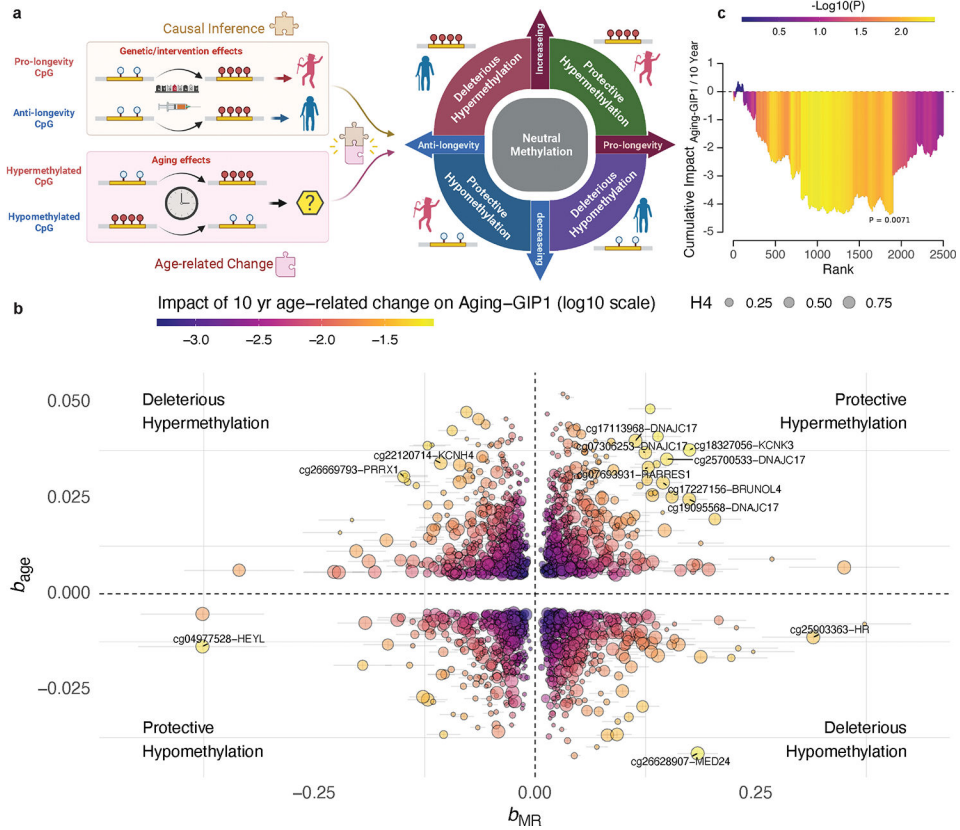 a
Causal Inference
Genetic/intervention effects
Pro-longevity
CpG
Anti-longevity
CpG
Aging effects
Hypermethylated
CpG
Hypomethylated
CpG
?
Age-related Change
Increaseing
Deleterious
Hypermethylation
Protective
Hypermethylation
Anti-longevity
Neutral
Methylation
Pro-longevity
Protective
Hypomethylation
Deleterious
Hypomethylation
decreaseing
c
-Log10(P)
0.5 1.0 1.5 2.0
Cumulative Impact
Aging-GIP1 / 10 Year
1
0
-1
-2
-3
-4
-5
P = 0.0071
0 500 1000 1500 2000 2500
Rank
b
Impact of 10 yr age-related change on Aging-GIP1 (log10 scale)
-3.0 -2.5 -2.0 -1.5
H4 0.25 0.50 0.75
Deleterious
Hypermethylation
Protective
Hypermethylation
0.050
0.025
0.000
-0.025
bage
cg17113968-DNAJC17
cg07306253-DNAJC17
cg18327056-KCNK3
cg22120714-KCNH4
cg25700533-DNAJC17
cg26669793-PRRX1
cg07693931-RARRES1
cg17227156-BRUNOL4
cg19095568-DNAJC17
cg04977528-HEYL
cg25903363-HR
Protective
Hypomethylation
Deleterious
Hypomethylation
cg26628907-MED24
-0.25 0.00 0.25
bMR